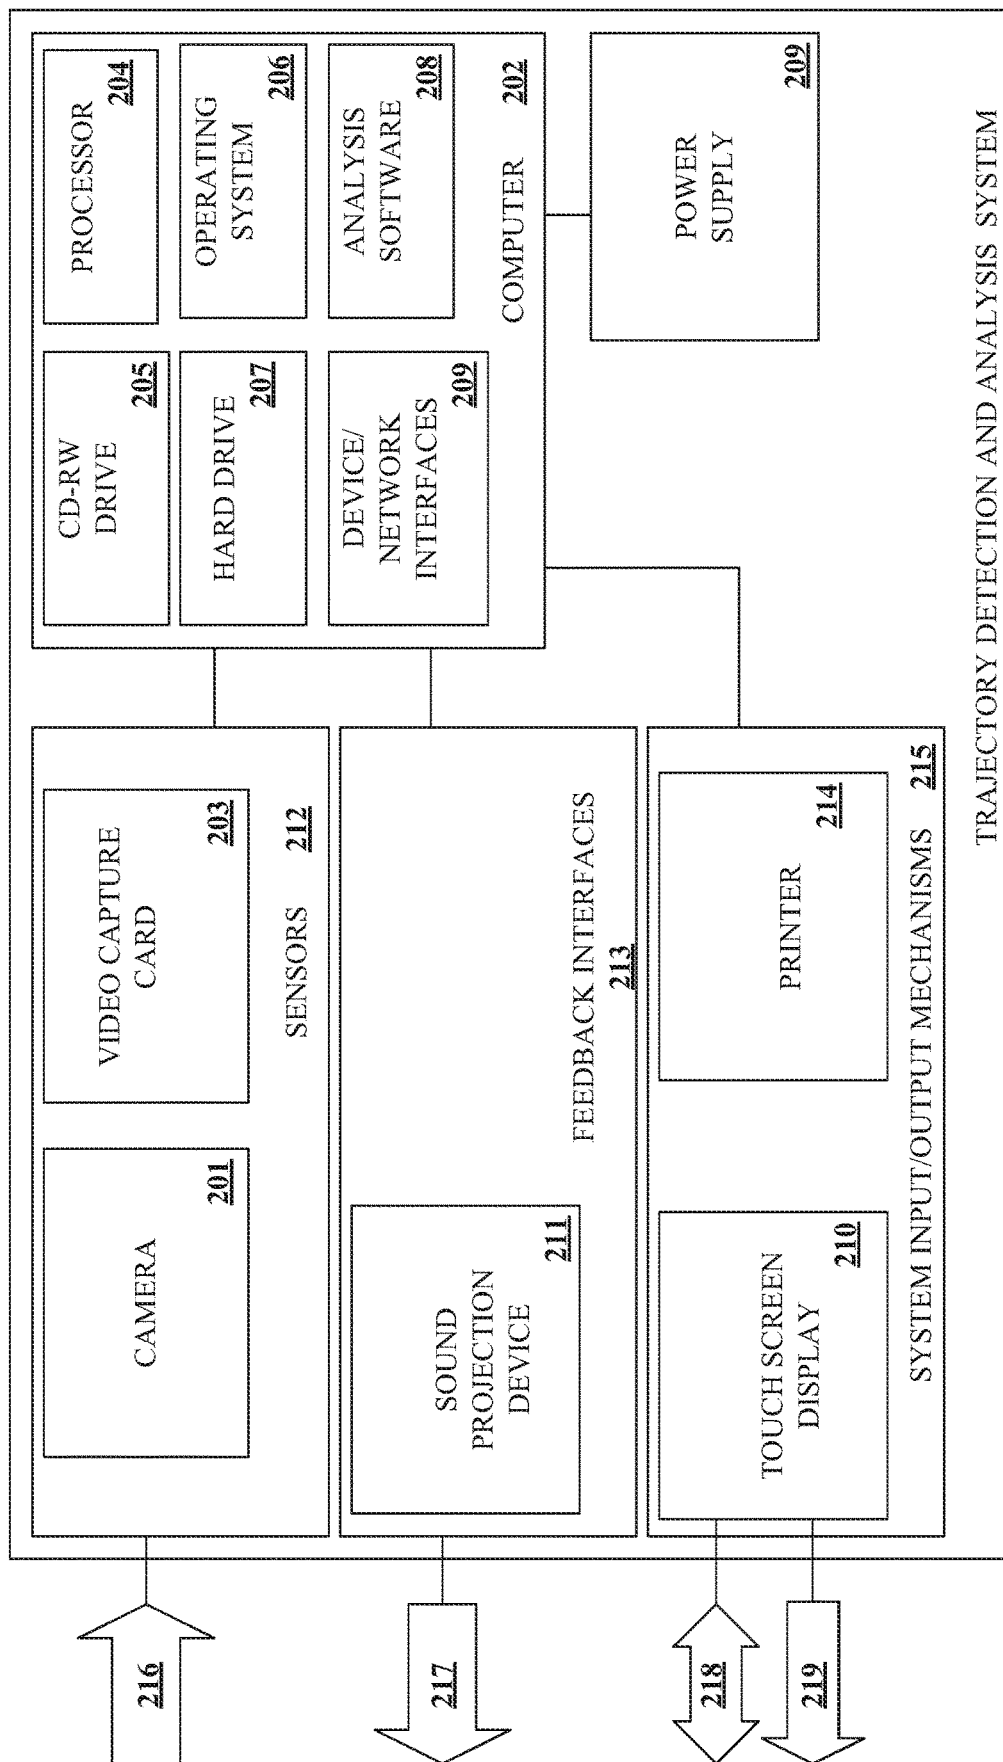 CAMERA
201
VIDEO CAPTURE
CARD
203
SENSORS 212
SOUND
PROJECTION
DEVICE
211
FEEDBACK INTERFACES
213
TOUCH SCREEN
DISPLAY
210
PRINTER
214
SYSTEM INPUT/OUTPUT MECHANISMS 215
CD-RW
DRIVE
205
PROCESSOR
204
HARD DRIVE
207
OPERATING
SYSTEM
206
DEVICE/
NETWORK
INTERFACES
209
ANALYSIS
SOFTWARE
208
COMPUTER 202
POWER
SUPPLY
209
216
217
218
219
TRAJECTORY DETECTION AND ANALYSIS SYSTEM